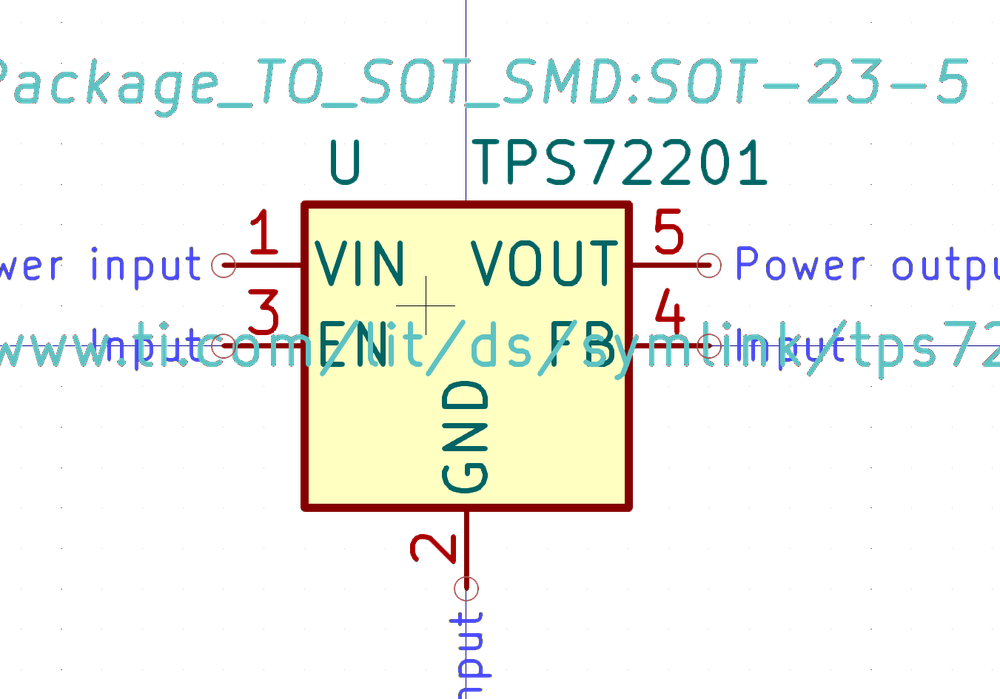 Package_TO_SOT_SMD:SOT-23-5
U TPS72201
1 5
wer input VIN VOUT Power outpu
3 4
Input EN FB Input
www.ti.com/lit/ds/symlink/tps72
GND
2
nput